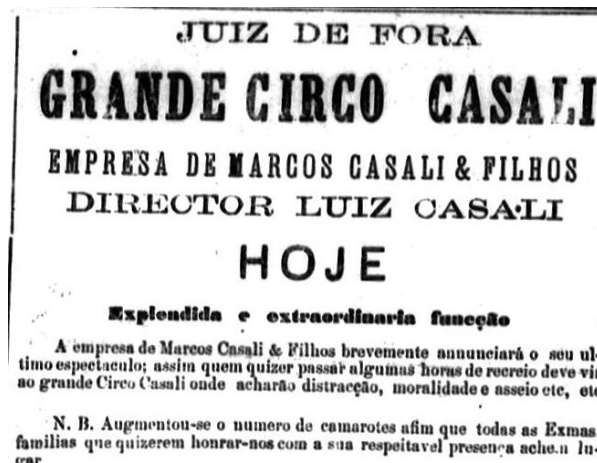 JUIZ DE FORA
GRANDE CIRCO CASALI
EMPRESA DE MARCOS CASALI & FILHOS
DIRECTOR LUIZ CASALI
HOJE
Explendida e extraordinaria funcção
A empresa de Marcos Casali & Filhos brevemente annunciará o seu ul-
timo espectaculo; assim quem quizer passar algumas horas de recreio deve vir
ao grande Circo Casali onde acharão distracção, moralidade e asseio etc, etc
N. B. Augmentou-se o numero de camarotes afim que todas as Exmas.
familias que quizerem honrar-nos com a sua respeitavel presença achem lu-
gar